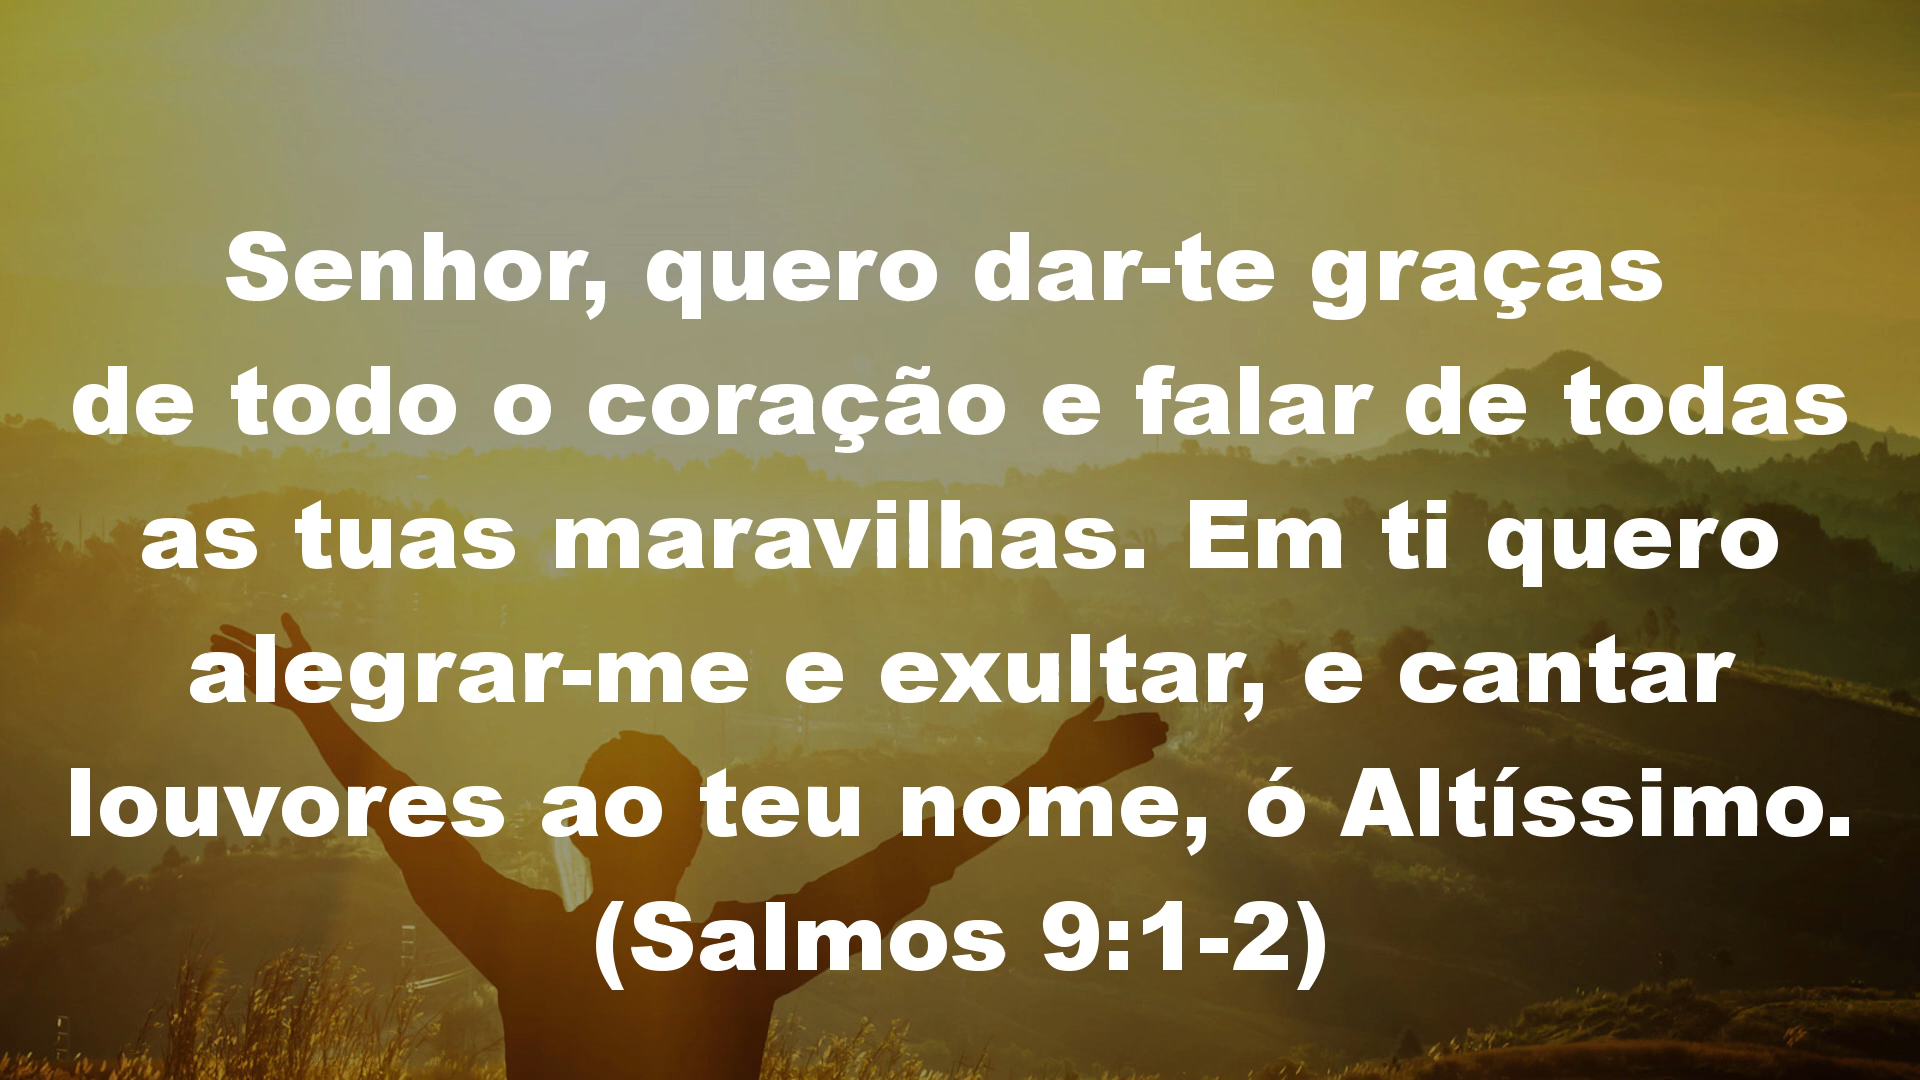 Senhor, quero dar-te graças
de todo o coração e falar de todas
as tuas maravilhas. Em ti quero
alegrar-me e exultar, e cantar
louvores ao teu nome, ó Altíssimo.
(Salmos 9:1-2)